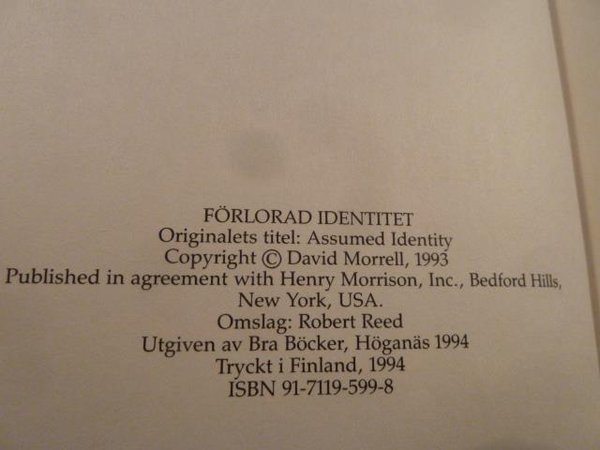 FÖRLORAD IDENTITET
Originalets titel: Assumed Identity
Copyright © David Morrell, 1993
Published in agreement with Henry Morrison, Inc., Bedford Hills,
New York, USA.
Omslag: Robert Reed
Utgiven av Bra Böcker, Höganäs 1994
Tryckt i Finland, 1994
ISBN 91-7119-599-8